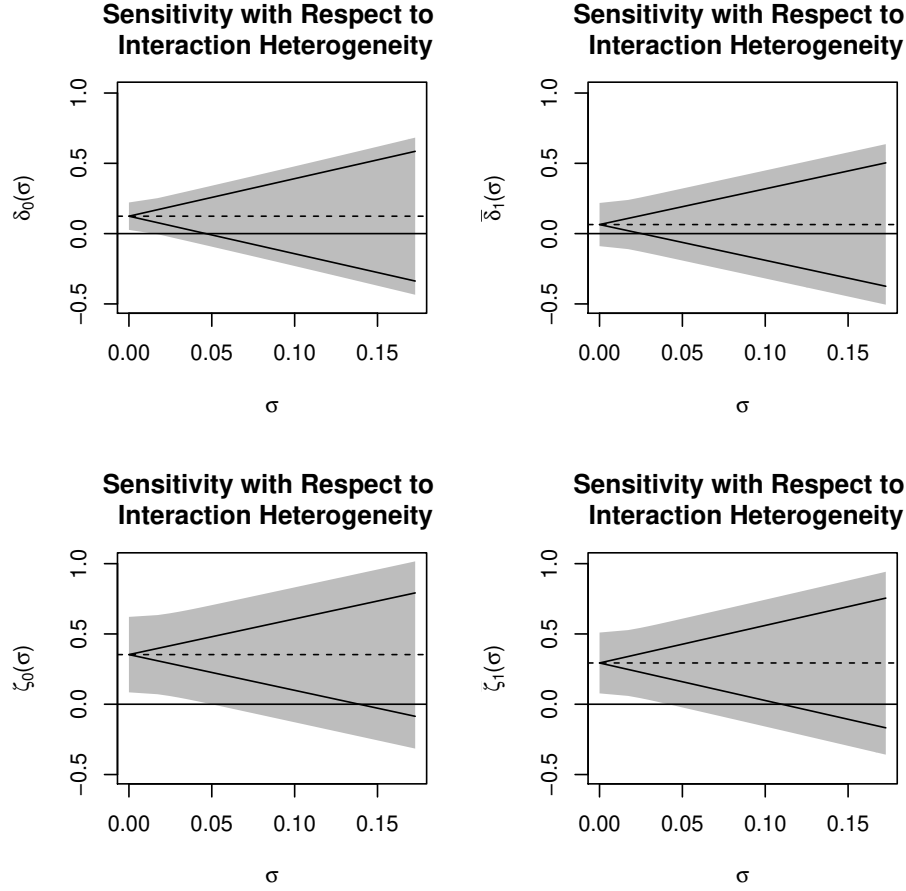 Sensitivity with Respect to
Interaction Heterogeneity
δ̄₀(σ)
1.0
0.5
0.0
−0.5
0.00 0.05 0.10 0.15
σ
Sensitivity with Respect to
Interaction Heterogeneity
δ̄₁(σ)
1.0
0.5
0.0
−0.5
0.00 0.05 0.10 0.15
σ
Sensitivity with Respect to
Interaction Heterogeneity
ζ̄₀(σ)
1.0
0.5
0.0
−0.5
0.00 0.05 0.10 0.15
σ
Sensitivity with Respect to
Interaction Heterogeneity
ζ̄₁(σ)
1.0
0.5
0.0
−0.5
0.00 0.05 0.10 0.15
σ